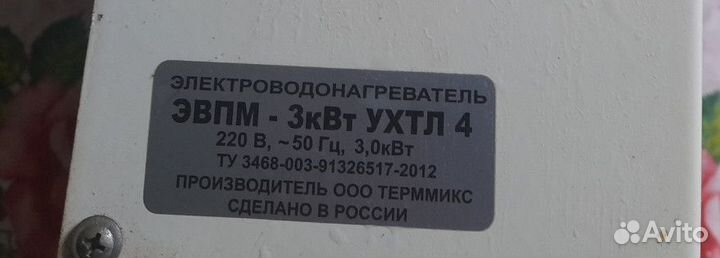 ЭЛЕКТРОВОДОНАГРЕВАТЕЛЬ
ЭВПМ - 3кВт УХТЛ 4
220 В, ~ 50 Гц, 3,0кВт
ТУ 3468-003-91326517-2012
ПРОИЗВОДИТЕЛЬ ООО ТЕРММИКС
СДЕЛАНО В РОССИИ
Avito